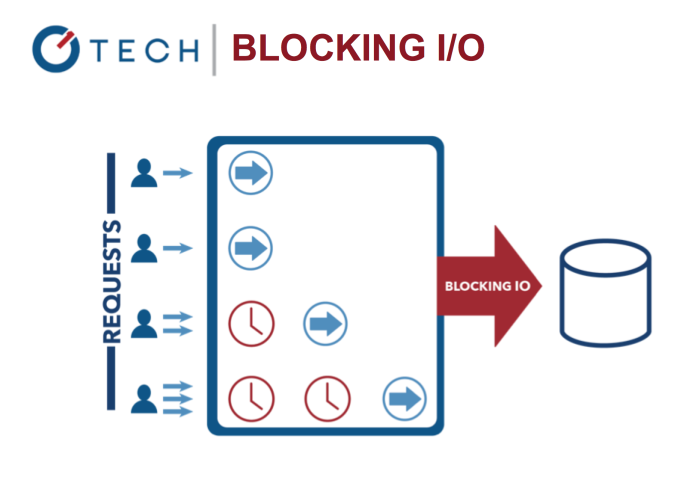 TECH BLOCKING I/O
REQUESTS
BLOCKING IO